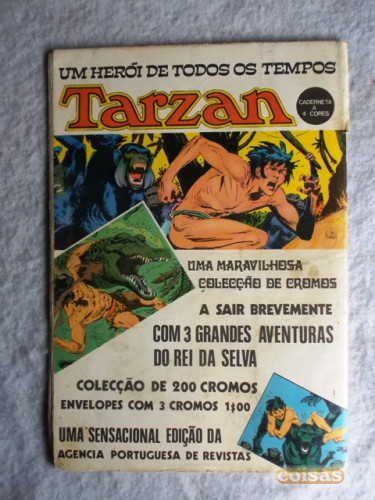 UM HERÓI DE TODOS OS TEMPOS
Tarzan
CADERNETA
A
4 CORES
UMA MARAVILHOSA
COLECÇÃO DE CROMOS
A SAIR BREVEMENTE
COM 3 GRANDES AVENTURAS
DO REI DA SELVA
COLECÇÃO DE 200 CROMOS
ENVELOPES COM 3 CROMOS 1$00
UMA SENSACIONAL EDIÇÃO DA
AGENCIA PORTUGUESA DE REVISTAS
coisas